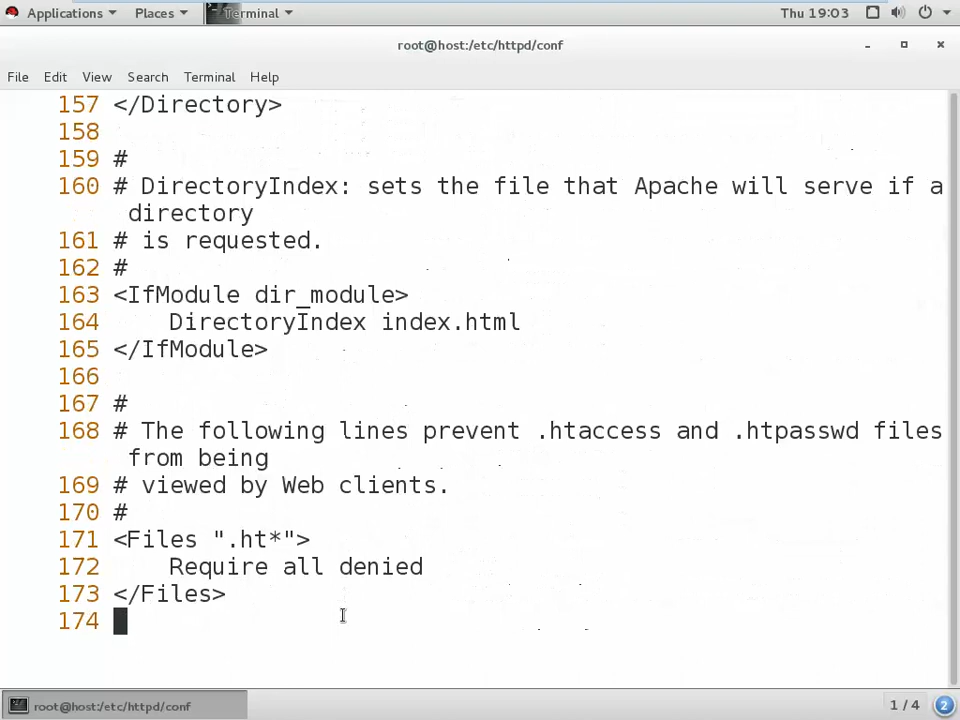 Applications Places Terminal Thu 19:03
root@host:/etc/httpd/conf
File Edit View Search Terminal Help
157 </Directory>
158
159 #
160 # DirectoryIndex: sets the file that Apache will serve if a
directory
161 # is requested.
162 #
163 <IfModule dir_module>
164     DirectoryIndex index.html
165 </IfModule>
166
167 #
168 # The following lines prevent .htaccess and .htpasswd files
from being
169 # viewed by Web clients.
170 #
171 <Files ".ht*">
172     Require all denied
173 </Files>
174
root@host:/etc/httpd/conf 1 / 4 2